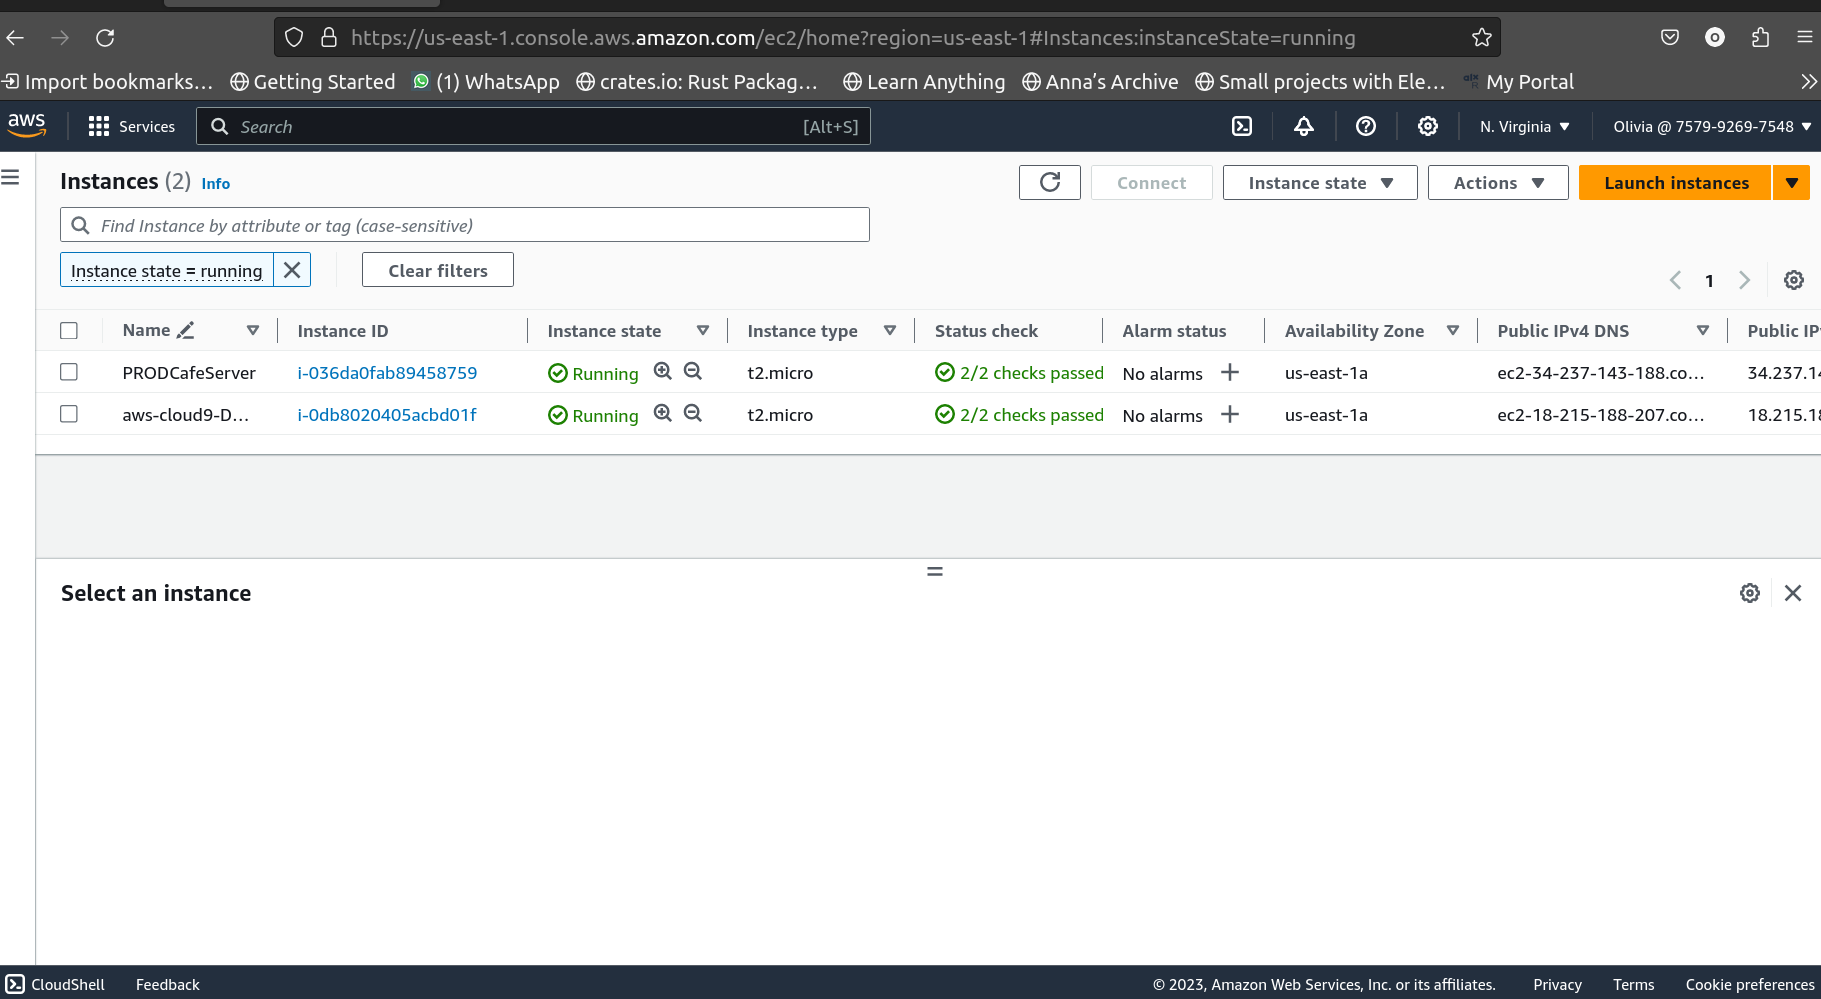 https://us-east-1.console.aws.amazon.com/ec2/home?region=us-east-1#Instances:instanceState=running
Import bookmarks… Getting Started (1) WhatsApp crates.io: Rust Packag… Learn Anything Anna's Archive Small projects with Ele… My Portal
aws Services Search [Alt+S] N. Virginia Olivia @ 7579-9269-7548
Instances (2) Info Connect Instance state Actions Launch instances
Find Instance by attribute or tag (case-sensitive)
Instance state = running Clear filters
1
Name Instance ID Instance state Instance type Status check Alarm status Availability Zone Public IPv4 DNS Public IP
PRODCafeServer i-036da0fab89458759 Running t2.micro 2/2 checks passed No alarms us-east-1a ec2-34-237-143-188.co… 34.237.14
aws-cloud9-D… i-0db8020405acbd01f Running t2.micro 2/2 checks passed No alarms us-east-1a ec2-18-215-188-207.co… 18.215.18
Select an instance
CloudShell Feedback © 2023, Amazon Web Services, Inc. or its affiliates. Privacy Terms Cookie preferences